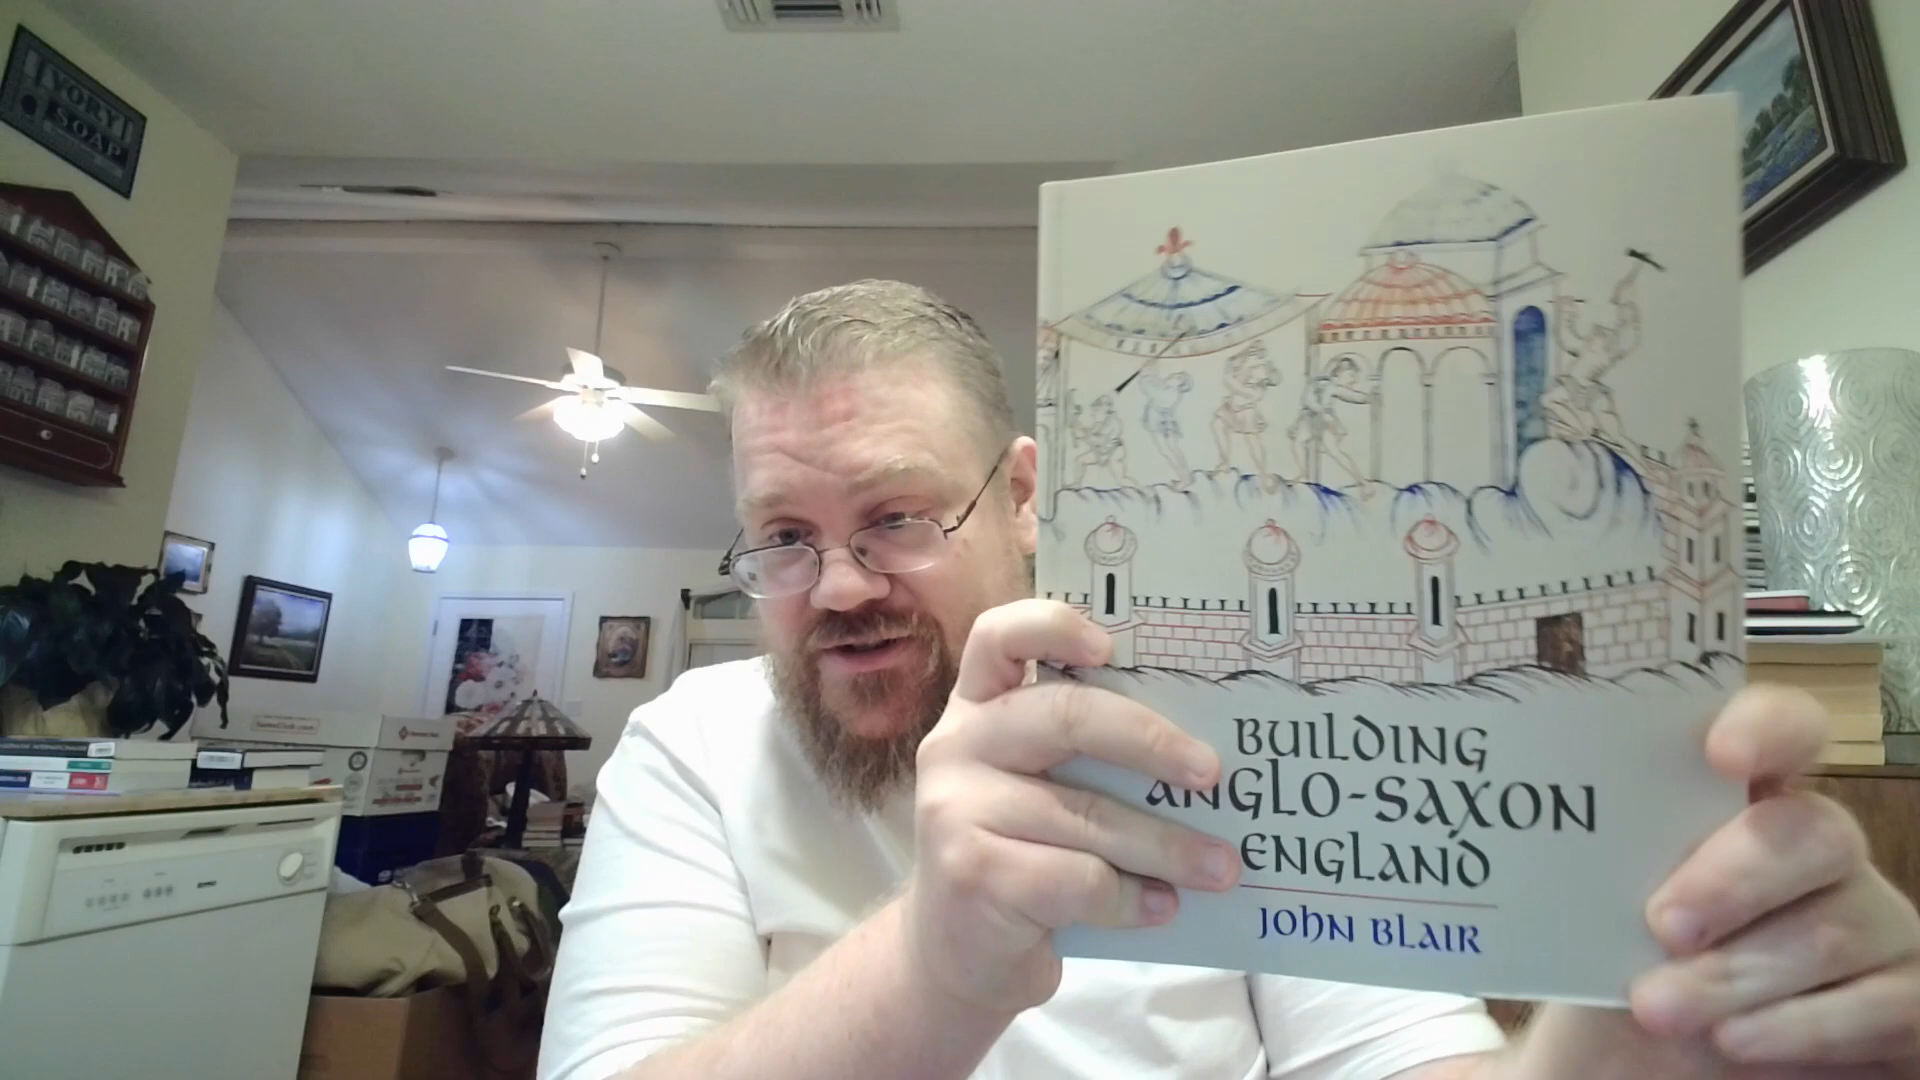 IVORY
SOAP
BUILDING
ANGLO-SAXON
ENGLAND
JOHN BLAIR